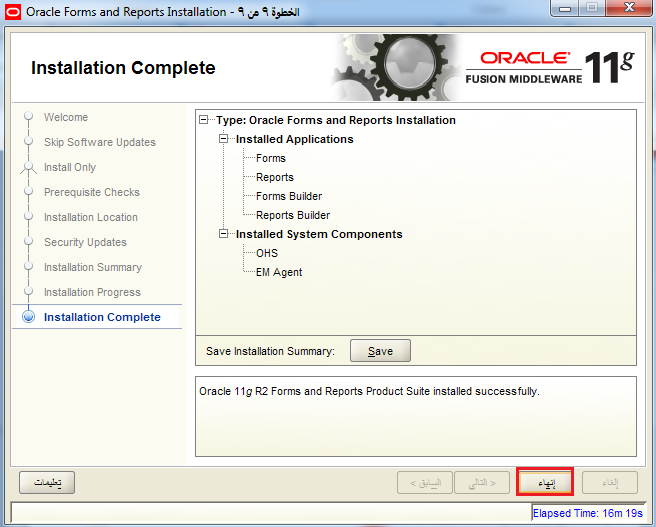 Oracle Forms and Reports Installation - الخطوة ٩ من ٩
Installation Complete
ORACLE
FUSION MIDDLEWARE 11g
Welcome
Skip Software Updates
Install Only
Prerequisite Checks
Installation Location
Security Updates
Installation Summary
Installation Progress
Installation Complete
Type: Oracle Forms and Reports Installation
Installed Applications
Forms
Reports
Forms Builder
Reports Builder
Installed System Components
OHS
EM Agent
Save Installation Summary: Save
Oracle 11g R2 Forms and Reports Product Suite installed successfully.
تعليمات
< السابق
التالي >
إنهاء
إلغاء
Elapsed Time: 16m 19s